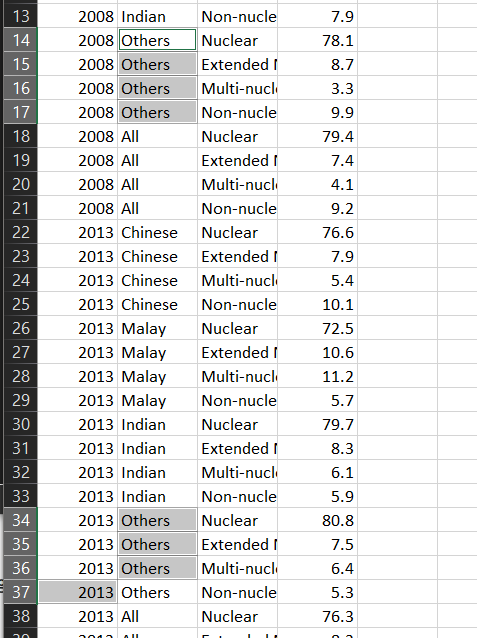 13 2008 Indian Non-nucle 7.9
14 2008 Others Nuclear 78.1
15 2008 Others Extended 8.7
16 2008 Others Multi-nucl 3.3
17 2008 Others Non-nucle 9.9
18 2008 All Nuclear 79.4
19 2008 All Extended 7.4
20 2008 All Multi-nucl 4.1
21 2008 All Non-nucle 9.2
22 2013 Chinese Nuclear 76.6
23 2013 Chinese Extended 7.9
24 2013 Chinese Multi-nucl 5.4
25 2013 Chinese Non-nucle 10.1
26 2013 Malay Nuclear 72.5
27 2013 Malay Extended 10.6
28 2013 Malay Multi-nucl 11.2
29 2013 Malay Non-nucle 5.7
30 2013 Indian Nuclear 79.7
31 2013 Indian Extended 8.3
32 2013 Indian Multi-nucl 6.1
33 2013 Indian Non-nucle 5.9
34 2013 Others Nuclear 80.8
35 2013 Others Extended 7.5
36 2013 Others Multi-nucl 6.4
37 2013 Others Non-nucle 5.3
38 2013 All Nuclear 76.3